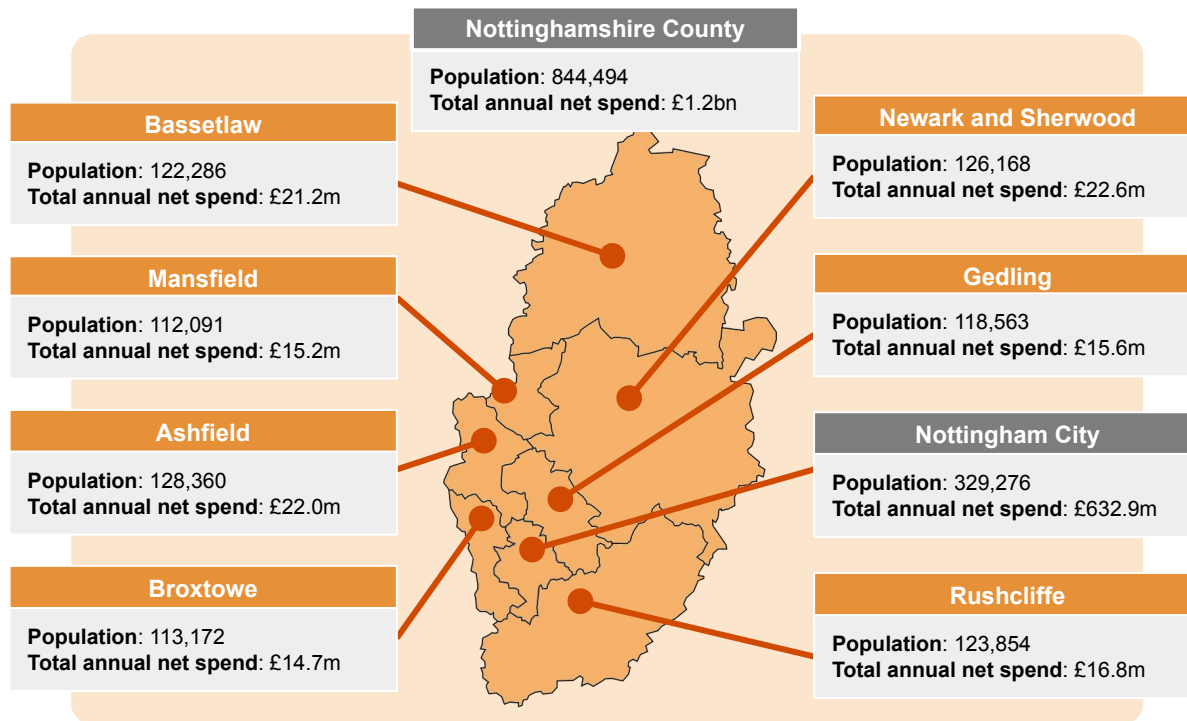 Nottinghamshire County
Population: 844,494
Total annual net spend: £1.2bn
Bassetlaw
Population: 122,286
Total annual net spend: £21.2m
Mansfield
Population: 112,091
Total annual net spend: £15.2m
Ashfield
Population: 128,360
Total annual net spend: £22.0m
Broxtowe
Population: 113,172
Total annual net spend: £14.7m
Newark and Sherwood
Population: 126,168
Total annual net spend: £22.6m
Gedling
Population: 118,563
Total annual net spend: £15.6m
Nottingham City
Population: 329,276
Total annual net spend: £632.9m
Rushcliffe
Population: 123,854
Total annual net spend: £16.8m